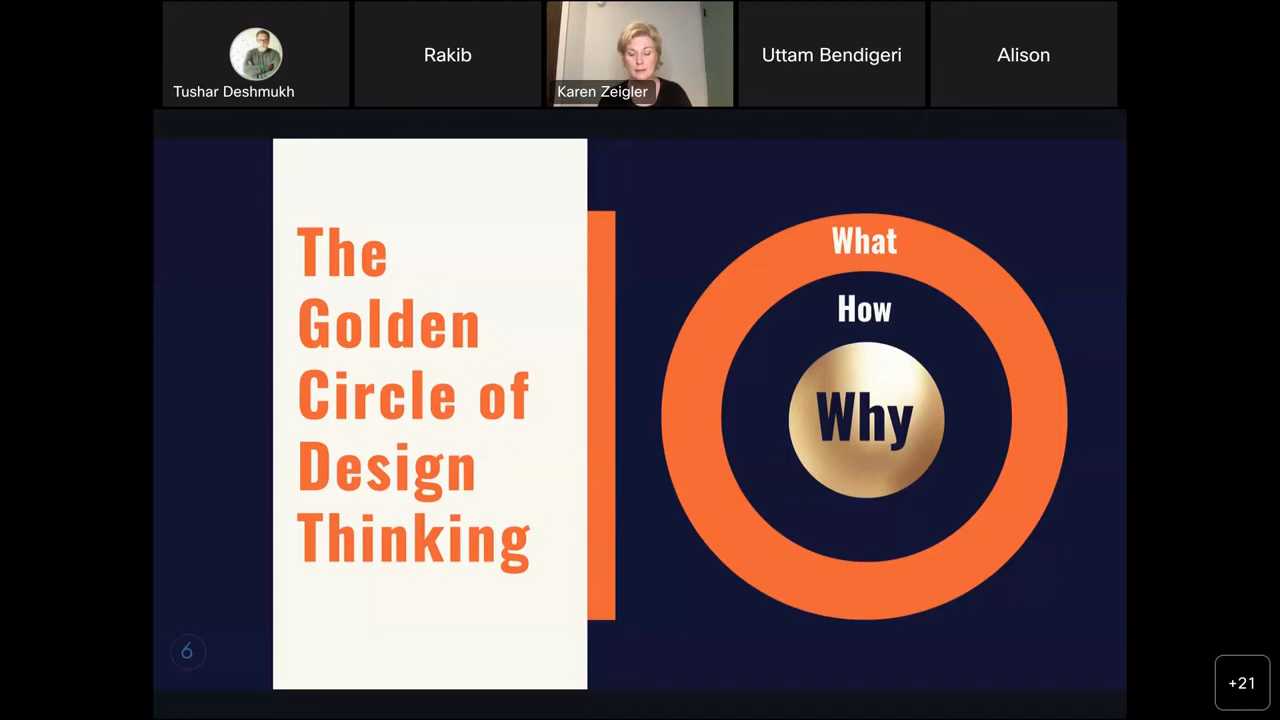 Tushar Deshmukh
Rakib
Karen Zeigler
Uttam Bendigeri
Alison
The
Golden
Circle of
Design
Thinking
What
How
Why
6
+21